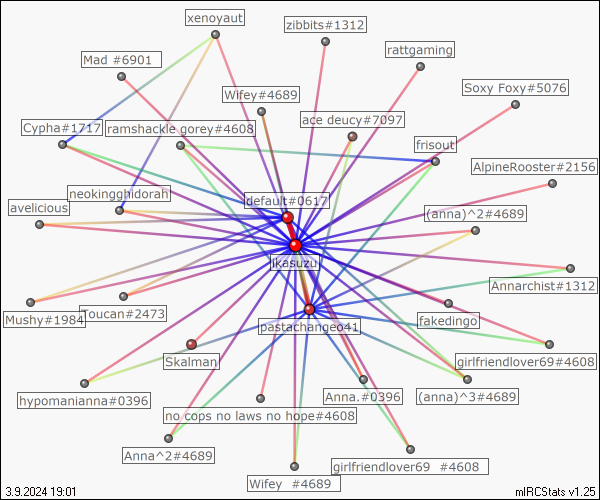 xenoyaut
zibbits#1312
rattgaming
Mad #6901
Soxy Foxy#5076
Wifey#4689
ace deucy#7097
Cypha#1717
ramshackle gorey#4608
frisout
AlpineRooster#2156
neokingghdorah
default#0617
avelicious
(anna)^2#4689
ikasuzu
Annarchist#1312
Mushy#1984
Toucan#2473
fakedingo
pastachangeo41
Skalman
girlfriendlover69#4608
hypomanianna#0396
Anna.#0396
(anna)^3#4689
no cops no laws no hope#4608
Anna^2#4689
girlfriendlover69 #4608
Wifey #4689
3.9.2024 19:01
mIRCStats v1.25